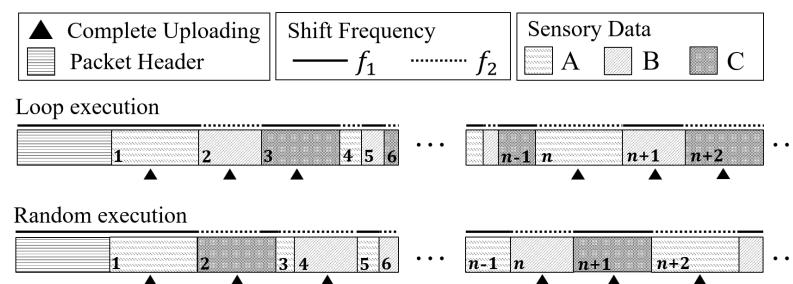 ▲ Complete Uploading
Packet Header
Shift Frequency
f₁ f₂
Sensory Data
A B C
Loop execution
1 2 3 4 5 6 ··· n-1 n n+1 n+2 ··
Random execution
1 2 3 4 5 6 ··· n-1 n n+1 n+2 ··